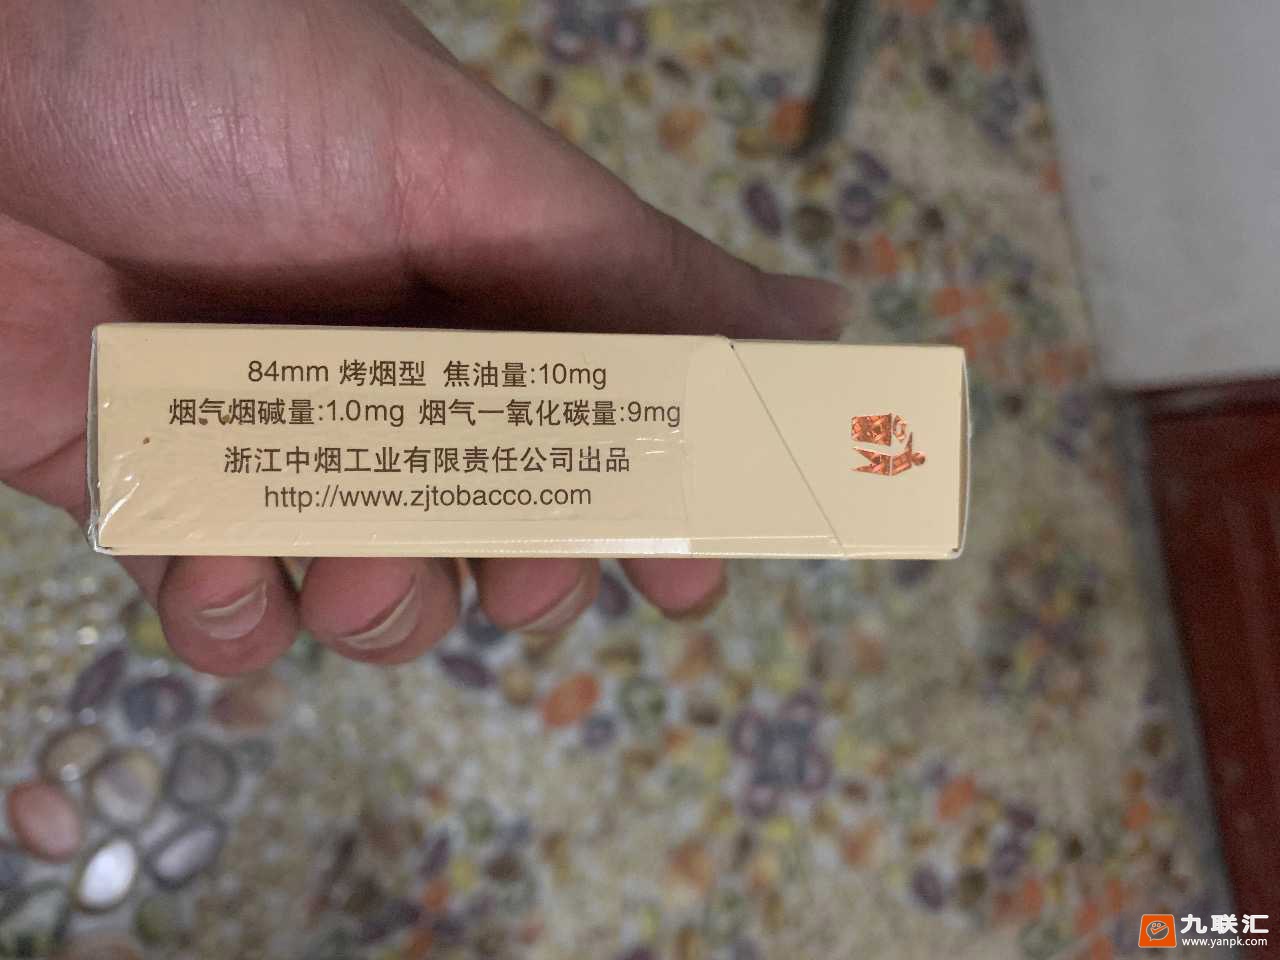 84mm 烤烟型 焦油量:10mg
烟气烟碱量:1.0mg 烟气一氧化碳量:9mg
浙江中烟工业有限责任公司出品
http://www.zjtobacco.com
九联汇
www.yanpk.com